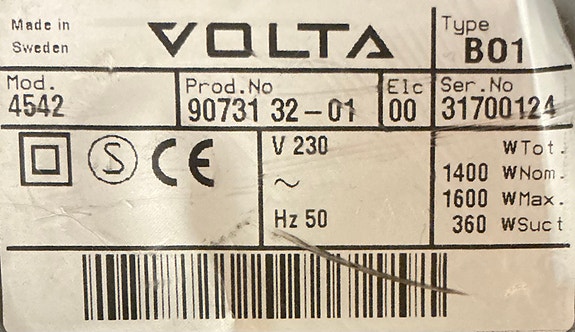 Made in
Sweden
VOLTA
Type
B01
Mod.
4542
Prod.No
90731 32-01
Elc
00
Ser.No
31700124
S
CE
V 230
~
Hz 50
WTot.
1400 WNom.
1600 WMax.
360 WSuct